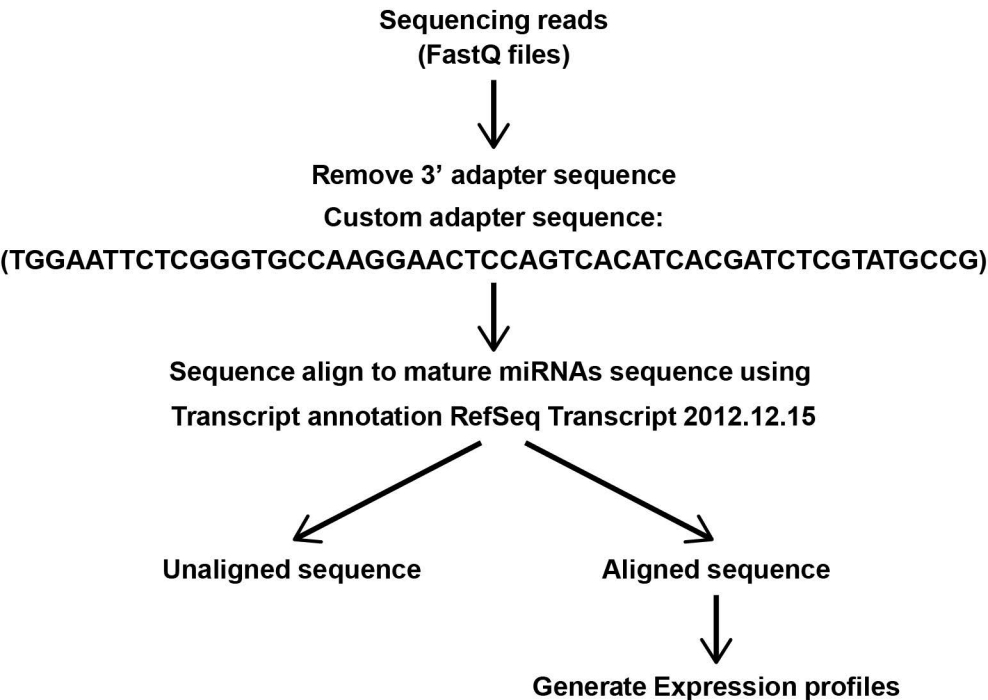 Sequencing reads
(FastQ files)
Remove 3’ adapter sequence
Custom adapter sequence:
(TGGAATTCTCGGGTGCCAAGGAACTCCAGTCACATCACGATCTCGTATGCCG)
Sequence align to mature miRNAs sequence using
Transcript annotation RefSeq Transcript 2012.12.15
Unaligned sequence
Aligned sequence
Generate Expression profiles